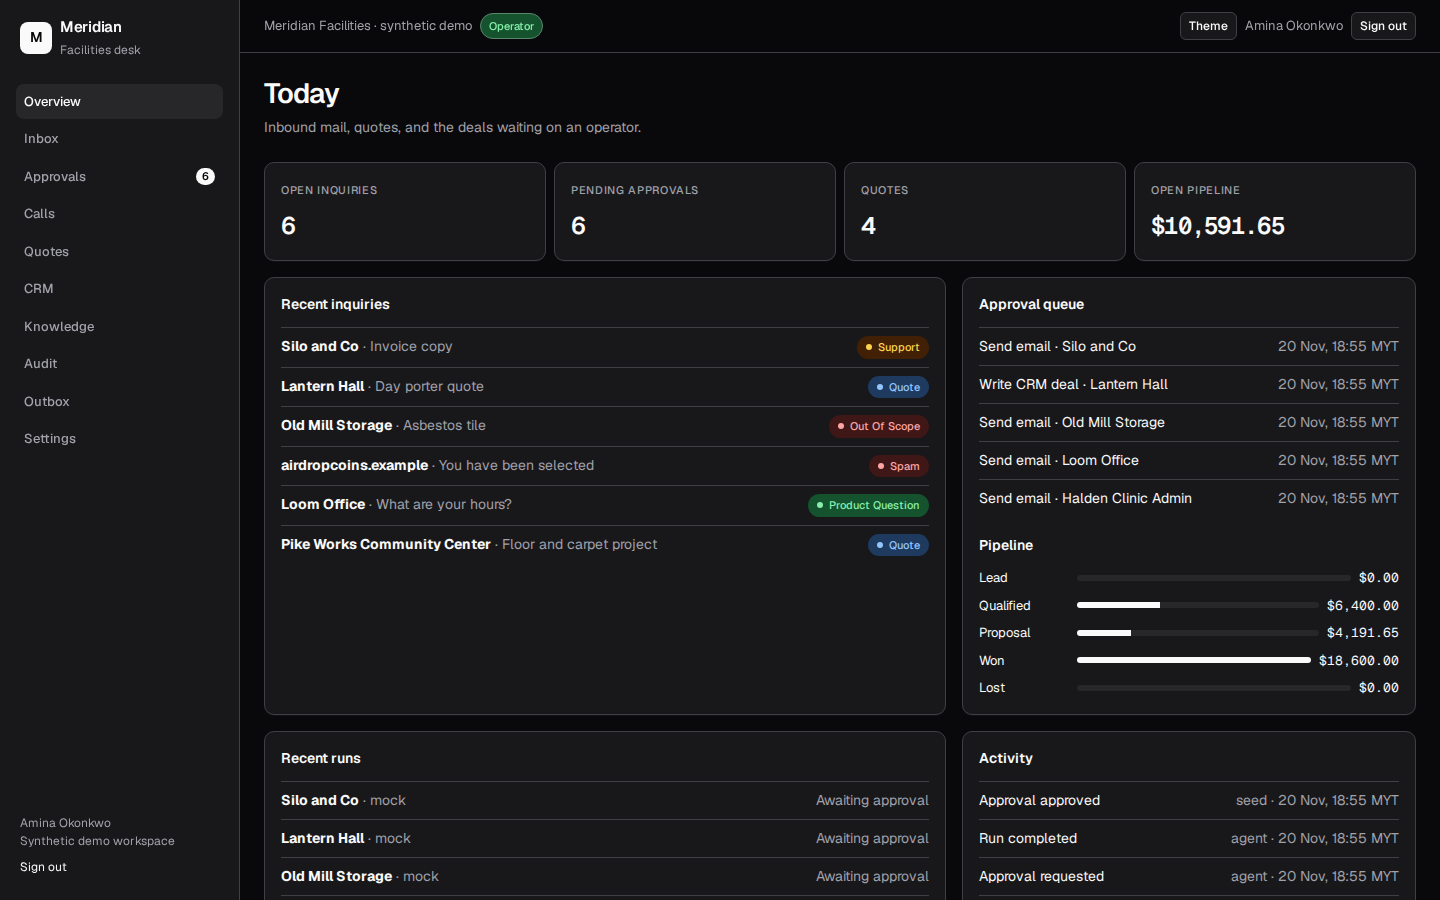 M
Meridian
Facilities desk
Overview
Inbox
Approvals 6
Calls
Quotes
CRM
Knowledge
Audit
Outbox
Settings
Amina Okonkwo
Synthetic demo workspace
Sign out
Meridian Facilities · synthetic demo Operator
Theme Amina Okonkwo Sign out
Today
Inbound mail, quotes, and the deals waiting on an operator.
OPEN INQUIRIES
6
PENDING APPROVALS
6
QUOTES
4
OPEN PIPELINE
$10,591.65
Recent inquiries
Silo and Co · Invoice copy Support
Lantern Hall · Day porter quote Quote
Old Mill Storage · Asbestos tile Out Of Scope
airdropcoins.example · You have been selected Spam
Loom Office · What are your hours? Product Question
Pike Works Community Center · Floor and carpet project Quote
Approval queue
Send email · Silo and Co 20 Nov, 18:55 MYT
Write CRM deal · Lantern Hall 20 Nov, 18:55 MYT
Send email · Old Mill Storage 20 Nov, 18:55 MYT
Send email · Loom Office 20 Nov, 18:55 MYT
Send email · Halden Clinic Admin 20 Nov, 18:55 MYT
Pipeline
Lead $0.00
Qualified $6,400.00
Proposal $4,191.65
Won $18,600.00
Lost $0.00
Recent runs
Silo and Co · mock Awaiting approval
Lantern Hall · mock Awaiting approval
Old Mill Storage · mock Awaiting approval
Activity
Approval approved seed · 20 Nov, 18:55 MYT
Run completed agent · 20 Nov, 18:55 MYT
Approval requested agent · 20 Nov, 18:55 MYT